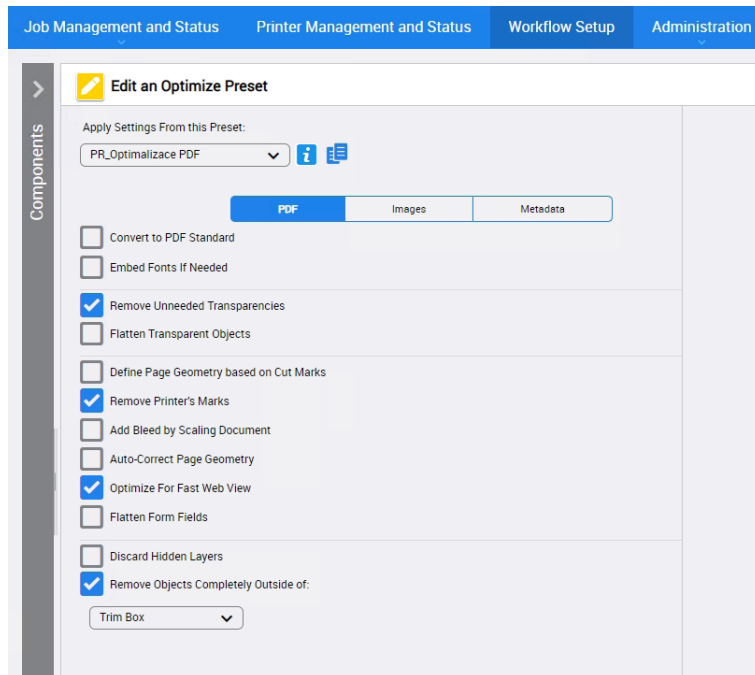 Job Management and Status
Printer Management and Status
Workflow Setup
Administration
Components
Edit an Optimize Preset
Apply Settings From this Preset:
PR_Optimalizace PDF
PDF
Images
Metadata
Convert to PDF Standard
Embed Fonts If Needed
Remove Unneeded Transparencies
Flatten Transparent Objects
Define Page Geometry based on Cut Marks
Remove Printer's Marks
Add Bleed by Scaling Document
Auto-Correct Page Geometry
Optimize For Fast Web View
Flatten Form Fields
Discard Hidden Layers
Remove Objects Completely Outside of:
Trim Box